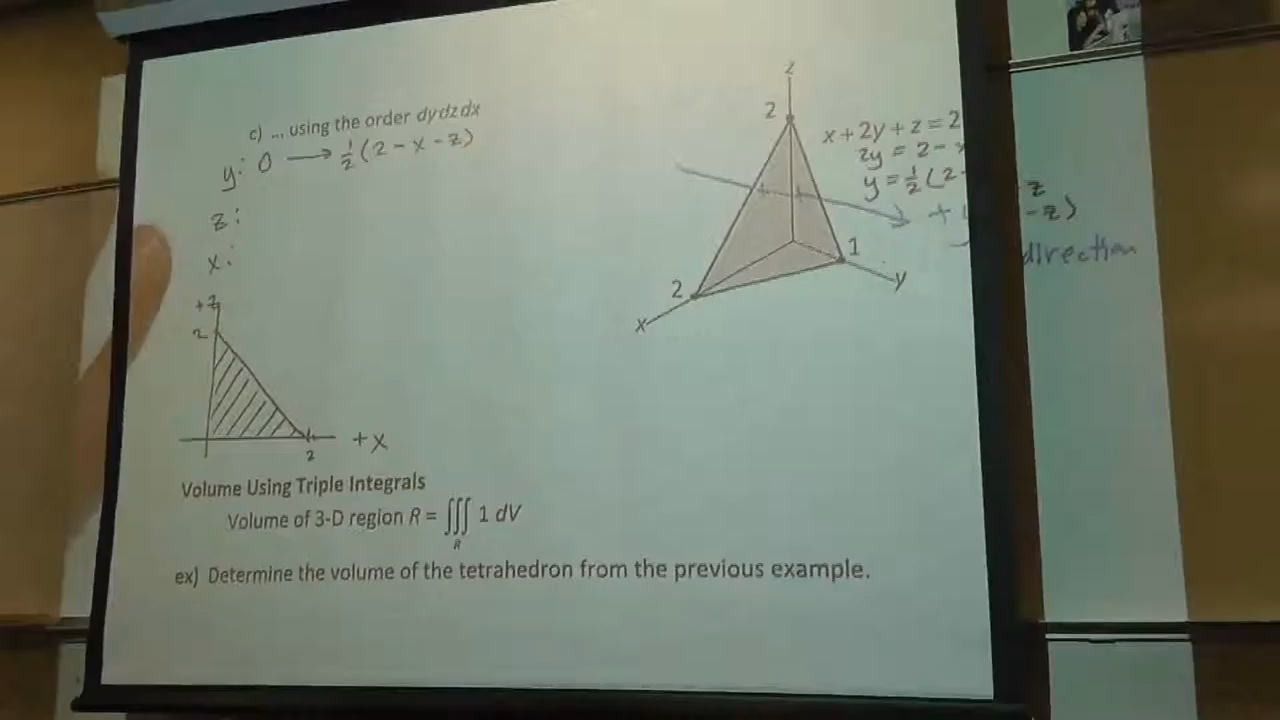 c) ... using the order dydzdx
y: 0 → ½(2-x-z)
z:
x:
+z
2
2
+x
z
2
x+2y+z=2
2y = 2-x
y = ½(2-
z
+ -z)
direction
1
y
2
x
Volume Using Triple Integrals
Volume of 3-D region R = ∭ 1 dV
R
ex) Determine the volume of the tetrahedron from the previous example.